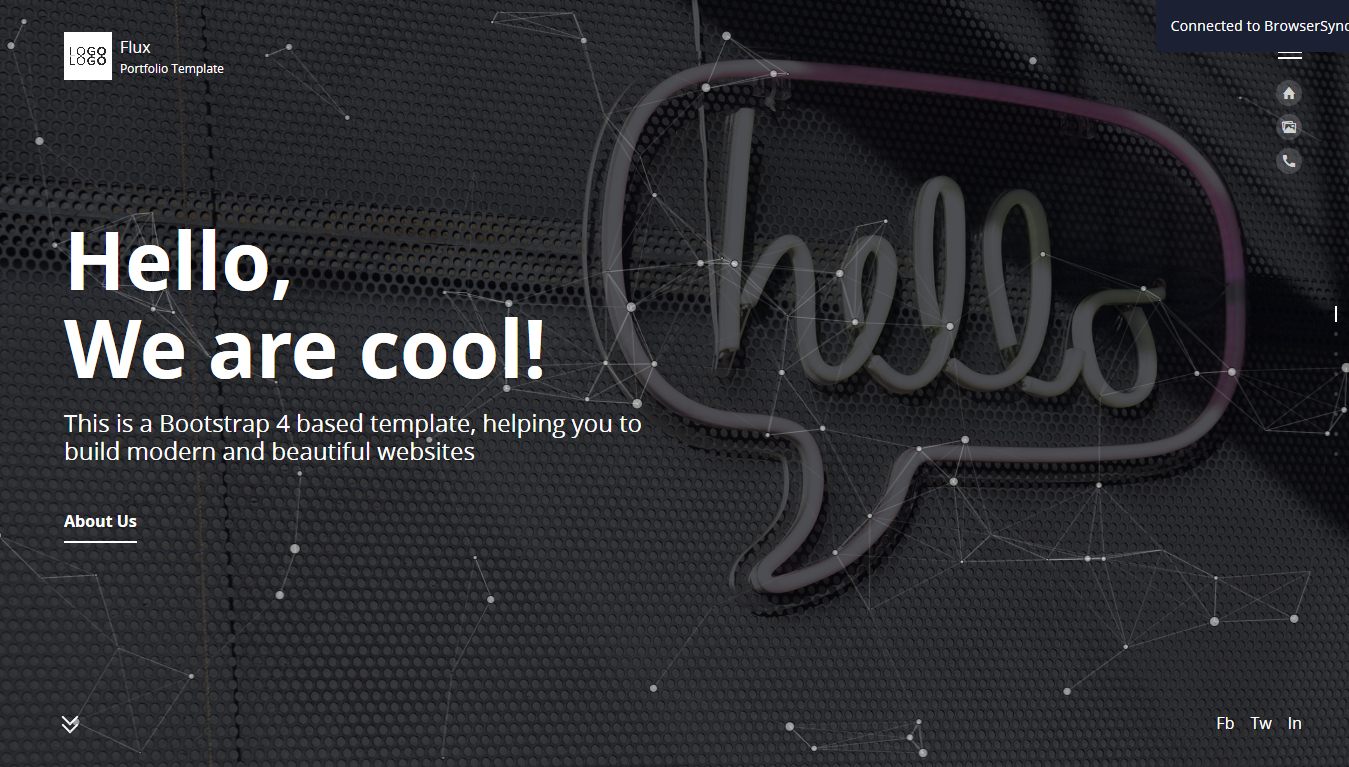 Connected to BrowserSync
LOGO
LOGO
Flux
Portfolio Template
hello
Hello,
We are cool!
This is a Bootstrap 4 based template, helping you to
build modern and beautiful websites
About Us
Fb Tw In